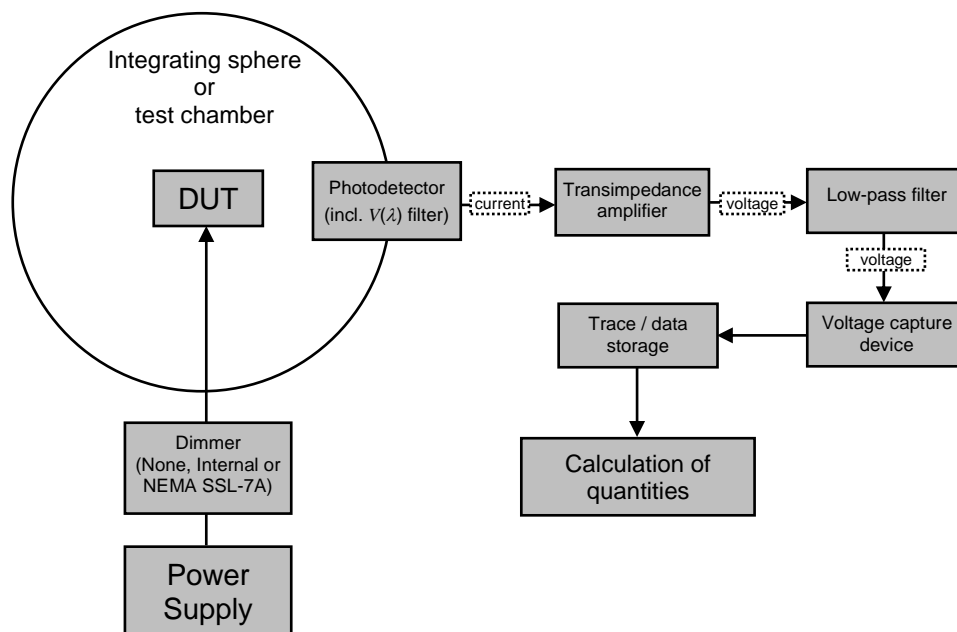 Integrating sphere
or
test chamber
DUT
Photodetector
(incl. V(λ) filter)
current
Transimpedance
amplifier
voltage
Low-pass filter
voltage
Voltage capture
device
Trace / data
storage
Calculation of
quantities
Dimmer
(None, Internal or
NEMA SSL-7A)
Power
Supply